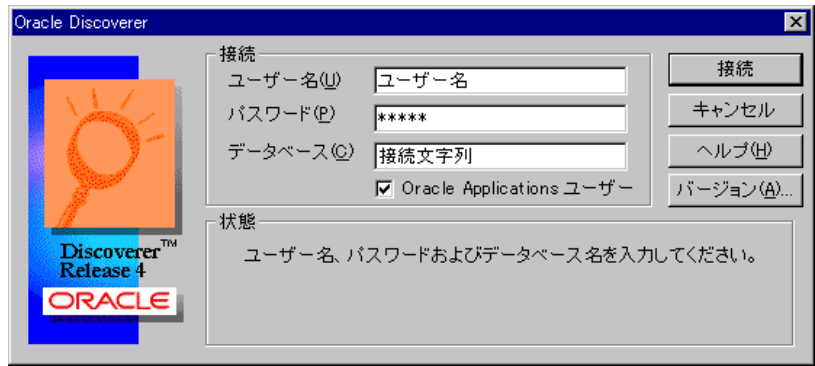 Oracle Discoverer
接続
ユーザー名(U) ユーザー名
パスワード(P) *****
データベース(C) 接続文字列
Oracle Applications ユーザー
接続
キャンセル
ヘルプ(H)
バージョン(A)...
Discoverer™
Release 4
ORACLE
状態
ユーザー名、パスワードおよびデータベース名を入力してください。